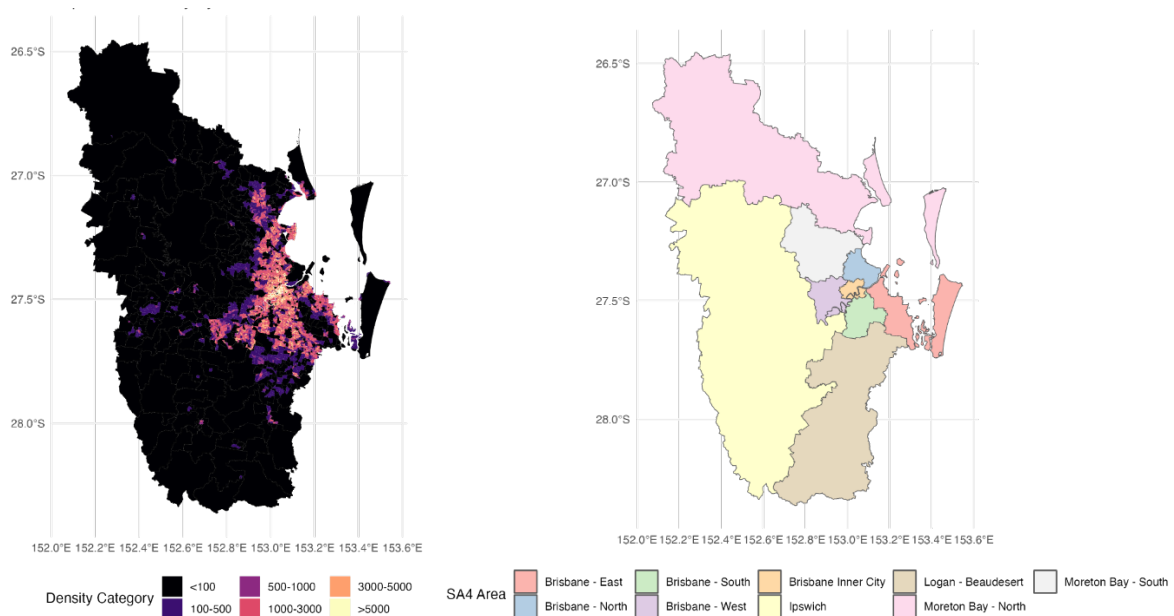 26.5°S
27.0°S
27.5°S
28.0°S
152.0°E 152.2°E 152.4°E 152.6°E 152.8°E 153.0°E 153.2°E 153.4°E 153.6°E
Density Category
<100
500-1000
3000-5000
100-500
1000-3000
>5000
26.5°S
27.0°S
27.5°S
28.0°S
152.0°E 152.2°E 152.4°E 152.6°E 152.8°E 153.0°E 153.2°E 153.4°E 153.6°E
SA4 Area
Brisbane - East
Brisbane - South
Brisbane Inner City
Logan - Beaudesert
Moreton Bay - South
Brisbane - North
Brisbane - West
Ipswich
Moreton Bay - North